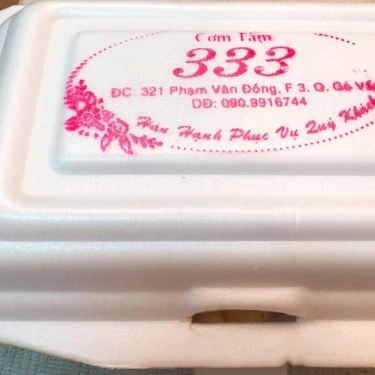 Cơm Tấm
333
ĐC: 321 Phạm Văn Đồng, F 3, Q. Gò Vấp
DĐ: 090.9916744
Hân Hạnh Phục Vụ Quý Khách